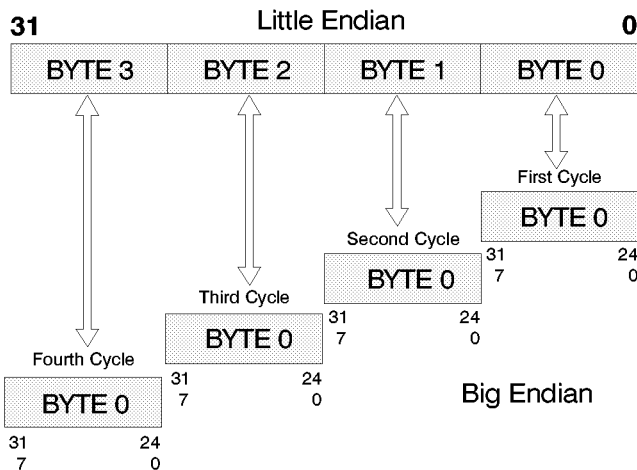 31 Little Endian 0
BYTE 3 BYTE 2 BYTE 1 BYTE 0
First Cycle
BYTE 0
31 24
7 0
Second Cycle
BYTE 0
31 24
7 0
Third Cycle
BYTE 0
31 24
7 0
Fourth Cycle
BYTE 0
31 24
7 0
Big Endian